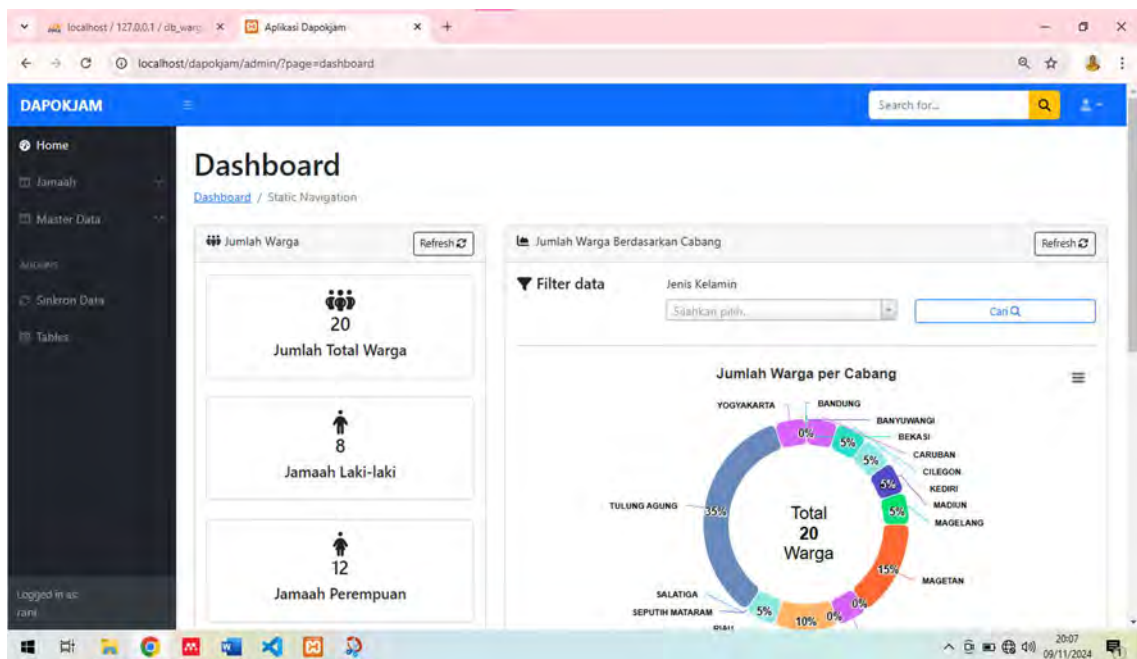 localhost / 127.0.0.1 / db_warg
Aplikasi Dapokjam
localhost/dapokjam/admin/?page=dashboard
DAPOKJAM
Search for...
Home
Jamaah
Master Data
ADDONS
Sinkron Data
Tables
Logged in as:
rani
Dashboard
Dashboard / Static Navigation
Jumlah Warga
Refresh
20
Jumlah Total Warga
8
Jamaah Laki-laki
12
Jamaah Perempuan
Jumlah Warga Berdasarkan Cabang
Refresh
Filter data
Jenis Kelamin
Silahkan pilih..
Cari
Jumlah Warga per Cabang
YOGYAKARTA
BANDUNG
BANYUWANGI
BEKASI
CARUBAN
CILEGON
KEDIRI
MADIUN
MAGELANG
MAGETAN
TULUNG AGUNG
SALATIGA
SEPUTIH MATARAM
RIAU
0%
5%
5%
5%
5%
15%
0%
0%
10%
5%
35%
Total
20
Warga
20:07
09/11/2024